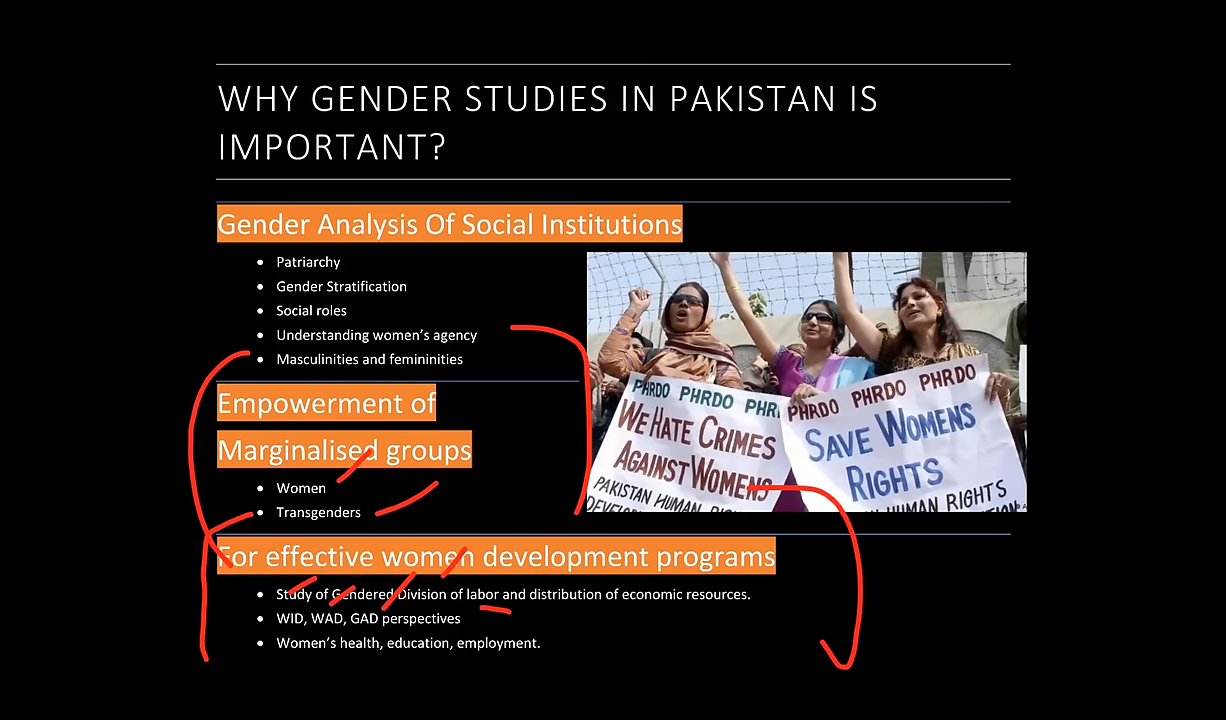 WHY GENDER STUDIES IN PAKISTAN IS
IMPORTANT?
Gender Analysis Of Social Institutions
Patriarchy
Gender Stratification
Social roles
Understanding women's agency
Masculinities and femininities
Empowerment of
Marginalised groups
Women
Transgenders
For effective women development programs
Study of Gendered Division of labor and distribution of economic resources.
WID, WAD, GAD perspectives
Women's health, education, employment.
PHRDO PHRDO PHR
WE HATE CRIMES
AGAINST WOMENS
PAKISTAN HUMAN
PHRDO PHRDO PHRDO
SAVE WOMENS
RIGHTS
HUMAN RIGHTS